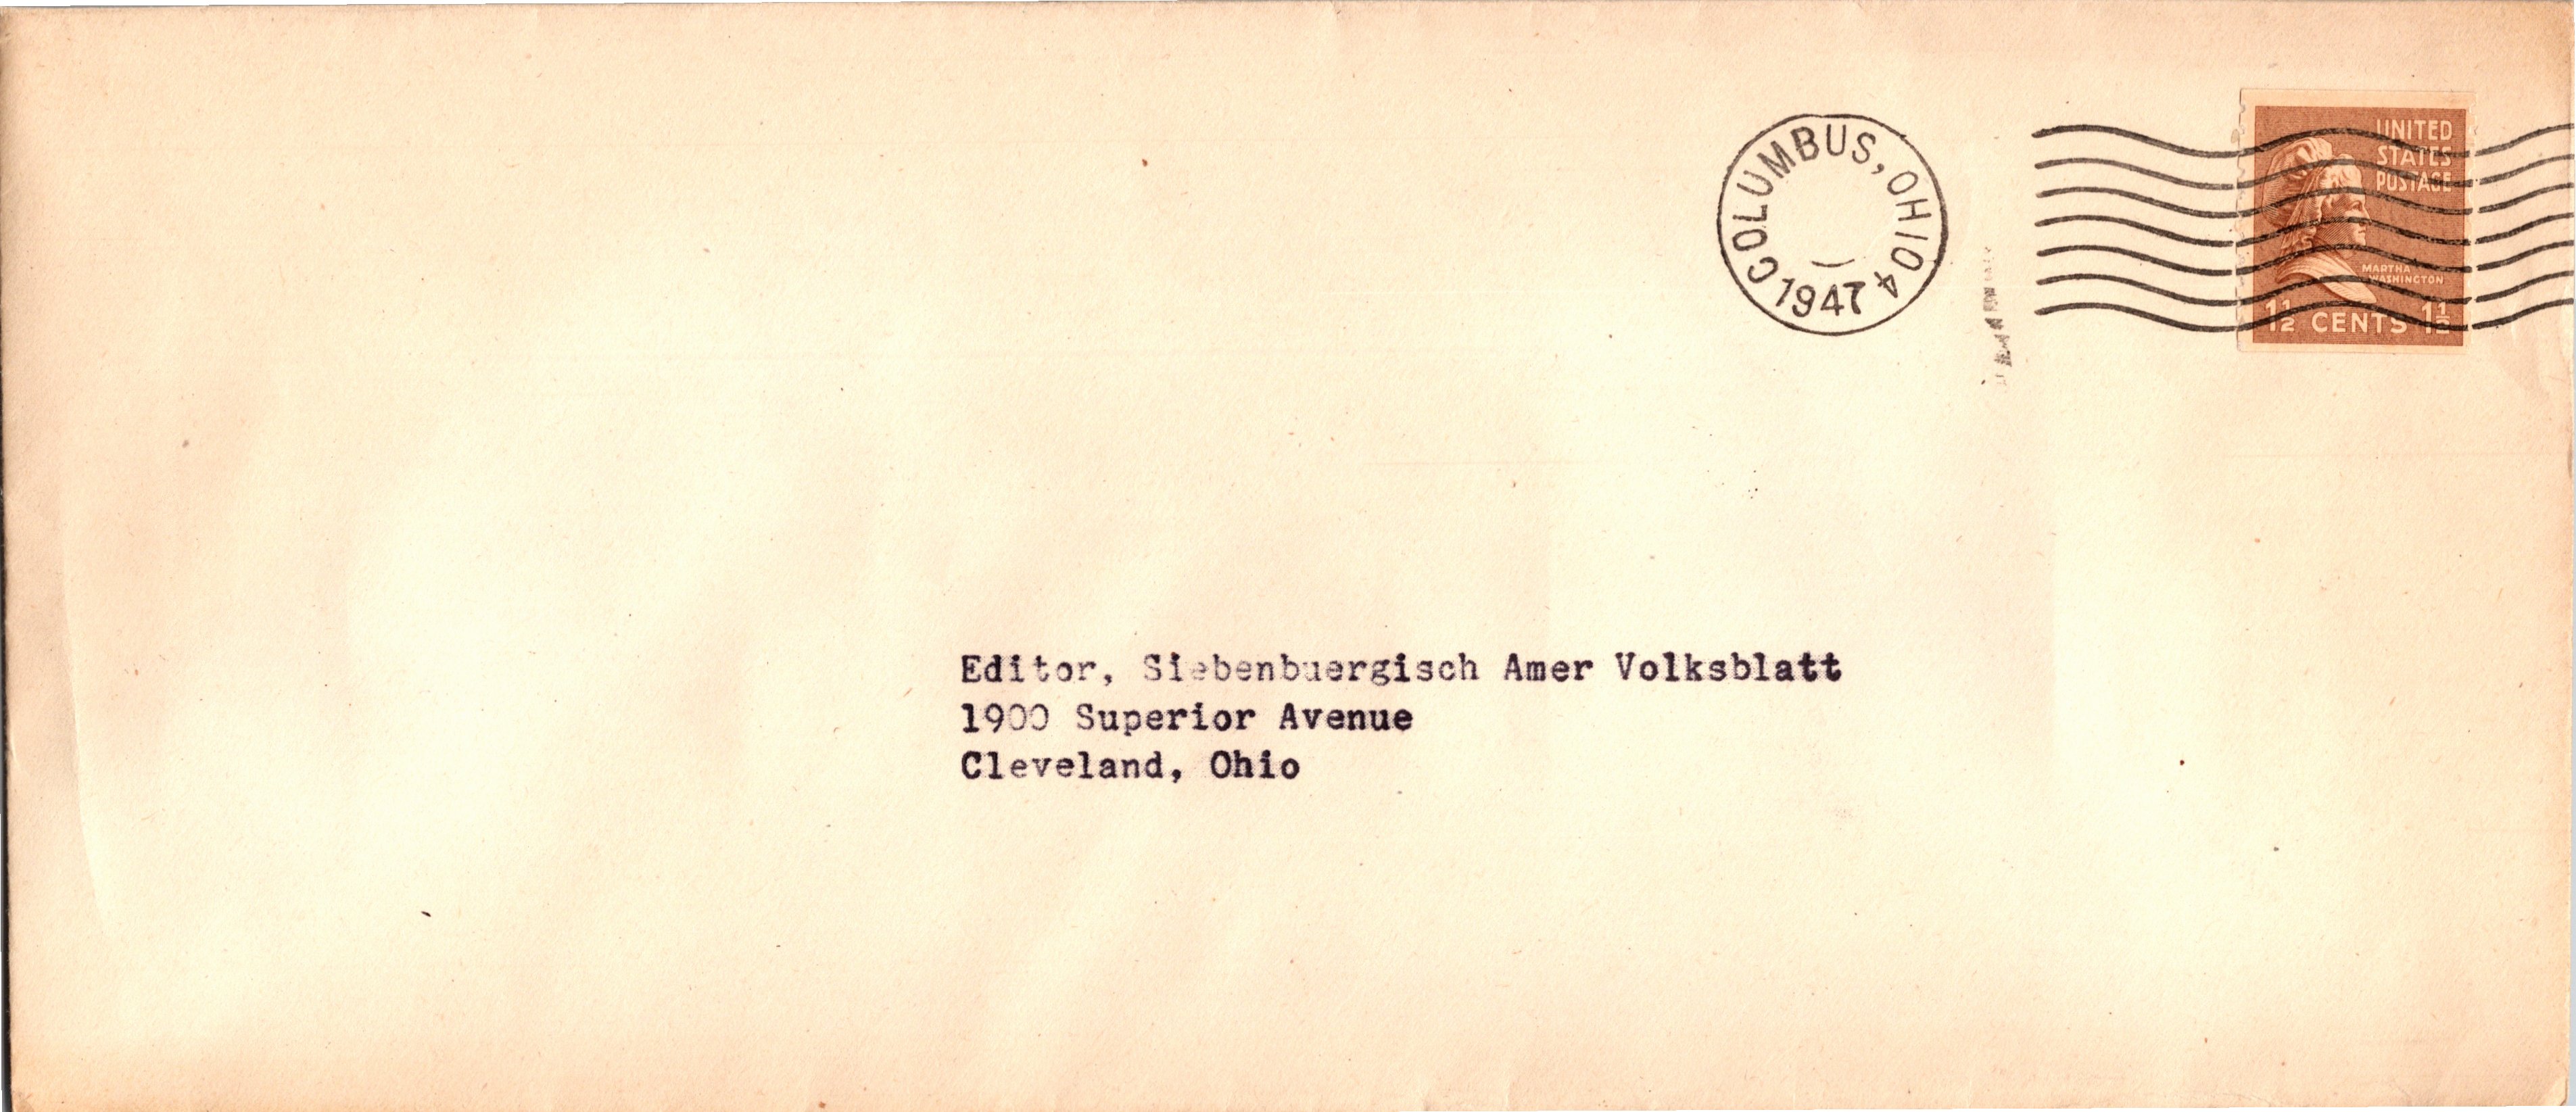 COLUMBUS, OHIO 4
1947
UNITED
STATES
POSTAGE
MARTHA
WASHINGTON
1½ CENTS 1½
Editor, Siebenbuergisch Amer Volksblatt
1900 Superior Avenue
Cleveland, Ohio